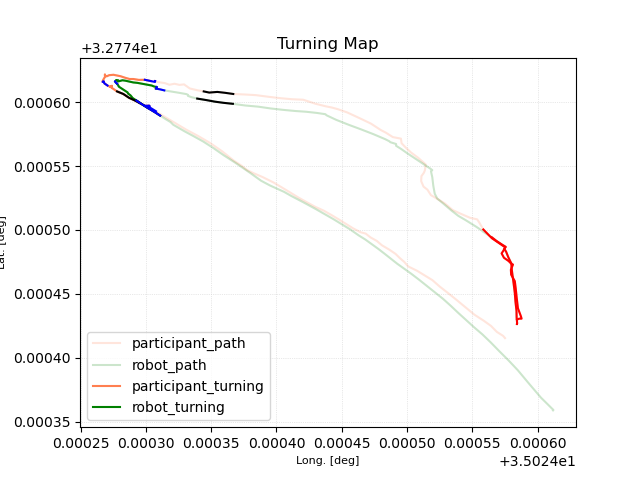 Turning Map
+3.2774e1
0.00060
0.00055
0.00050
0.00045
0.00040
0.00035
Lat. [deg]
participant_path
robot_path
participant_turning
robot_turning
0.00025 0.00030 0.00035 0.00040 0.00045 0.00050 0.00055 0.00060
Long. [deg]
+3.5024e1